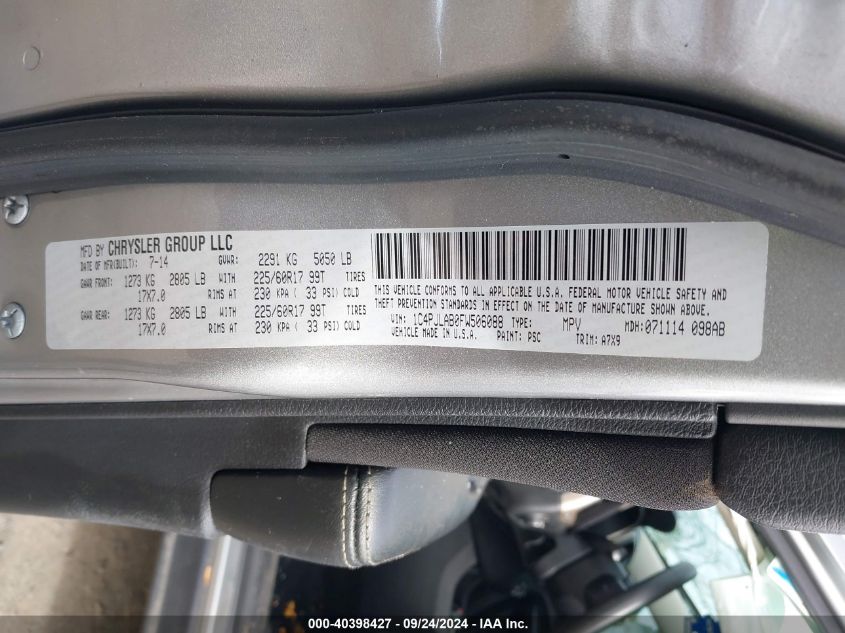 MFD BY CHRYSLER GROUP LLC
DATE OF MFR(BUILT): 7-14 GVWR: 2291 KG 5050 LB
GAWR FRONT: 1273 KG 2805 LB WITH 225/60R17 99T TIRES
17X7.0 RIMS AT 230 KPA ( 33 PSI) COLD
GAWR REAR: 1273 KG 2805 LB WITH 225/60R17 99T TIRES
17X7.0 RIMS AT 230 KPA ( 33 PSI) COLD
THIS VEHICLE CONFORMS TO ALL APPLICABLE U.S.A. FEDERAL MOTOR VEHICLE SAFETY AND
THEFT PREVENTION STANDARDS IN EFFECT ON THE DATE OF MANUFACTURE SHOWN ABOVE.
VIN: 1C4PJLAB0FW506088 TYPE: MPV MDH: 071114 098AB
VEHICLE MADE IN U.S.A. PAINT: PSC TRIM: A7X9
000-40398427 - 09/24/2024 - IAA Inc.